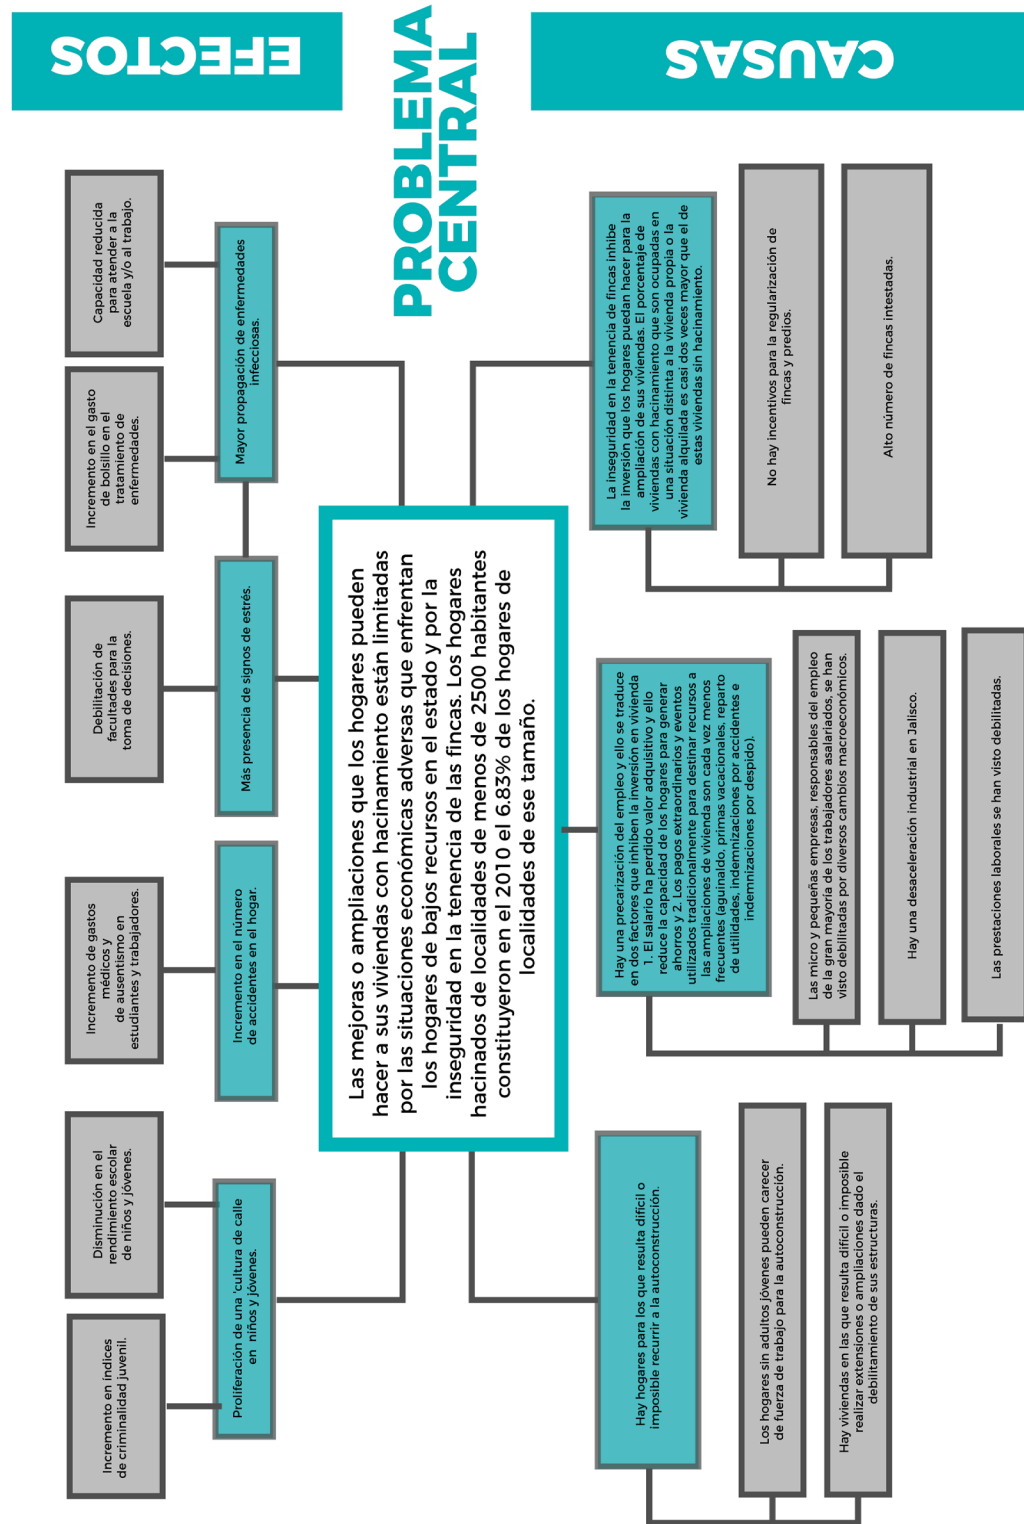 EFECTOS
Incremento en índices
de criminalidad juvenil.
Disminución en el
rendimiento escolar
de niños y jóvenes.
Incremento de gastos
médicos y
de ausentismo en
estudiantes y trabajadores.
Debilitación de
facultades para la
toma de decisiones.
Incremento en el gasto
de bolsillo en el
tratamiento de
enfermedades.
Capacidad reducida
para atender a la
escuela y/o al trabajo.
Proliferación de una 'cultura de calle
en niños y jóvenes.
Incremento en el número
de accidentes en el hogar.
Más presencia de signos de estrés.
Mayor propagación de enfermedades
infecciosas.
PROBLEMA
CENTRAL
Las mejoras o ampliaciones que los hogares pueden
hacer a sus viviendas con hacinamiento están limitadas
por las situaciones económicas adversas que enfrentan
los hogares de bajos recursos en el estado y por la
inseguridad en la tenencia de las fincas. Los hogares
hacinados de localidades de menos de 2500 habitantes
constituyeron en el 2010 el 6.83% de los hogares de
localidades de ese tamaño.
CAUSAS
Hay hogares para los que resulta difícil o
imposible recurrir a la autoconstrucción.
Los hogares sin adultos jóvenes pueden carecer
de fuerza de trabajo para la autoconstrucción.
Hay viviendas en las que resulta difícil o imposible
realizar extensiones o ampliaciones dado el
debilitamiento de sus estructuras.
Hay una precarización del empleo y ello se traduce
en dos factores que inhiben la inversión en vivienda
1. El salario ha perdido valor adquisitivo y ello
reduce la capacidad de los hogares para generar
ahorros y 2. Los pagos extraordinarios y eventos
utilizados tradicionalmente para destinar recursos a
las ampliaciones de vivienda son cada vez menos
frecuentes (aguinaldo, primas vacacionales, reparto
de utilidades, indemnizaciones por accidentes e
indemnizaciones por despido).
Las micro y pequeñas empresas, responsables del empleo
de la gran mayoría de los trabajadores asalariados, se han
visto debilitadas por diversos cambios macroeconómicos.
Hay una desaceleración industrial en Jalisco.
Las prestaciones laborales se han visto debilitadas.
La inseguridad en la tenencia de fincas inhibe
la inversión que los hogares puedan hacer para la
ampliación de sus viviendas. El porcentaje de
viviendas con hacinamiento que son ocupadas en
una situación distinta a la vivienda propia o la
vivienda alquilada es casi dos veces mayor que el de
estas viviendas sin hacinamiento.
No hay incentivos para la regularización de
fincas y predios.
Alto número de fincas intestadas.